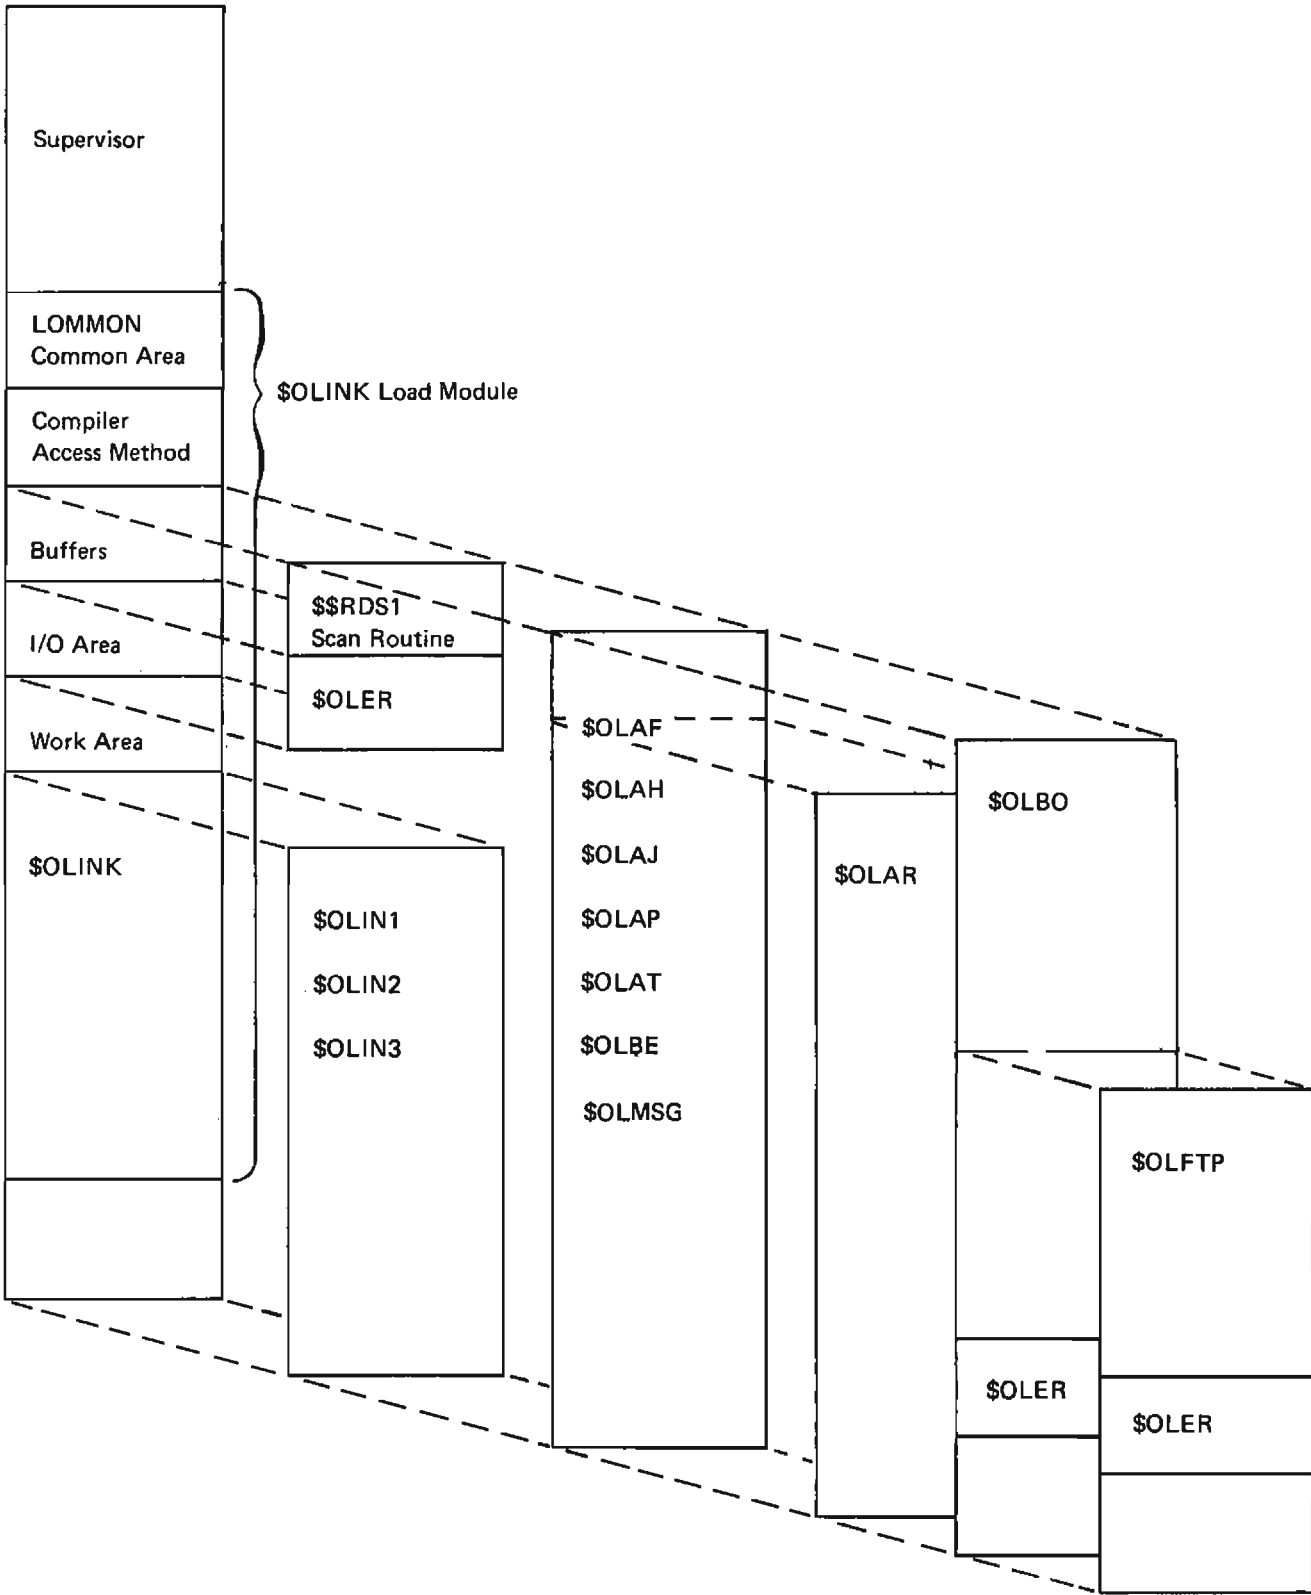 Supervisor
LOMMON
Common Area
$OLINK Load Module
Compiler
Access Method
Buffers
I/O Area
Work Area
$OLINK
$$RDS1
Scan Routine
$OLER
$OLIN1
$OLIN2
$OLIN3
$OLAF
$OLAH
$OLAJ
$OLAP
$OLAT
$OLBE
$OLMSG
$OLAR
$OLBO
$OLER
$OLFTP
$OLER